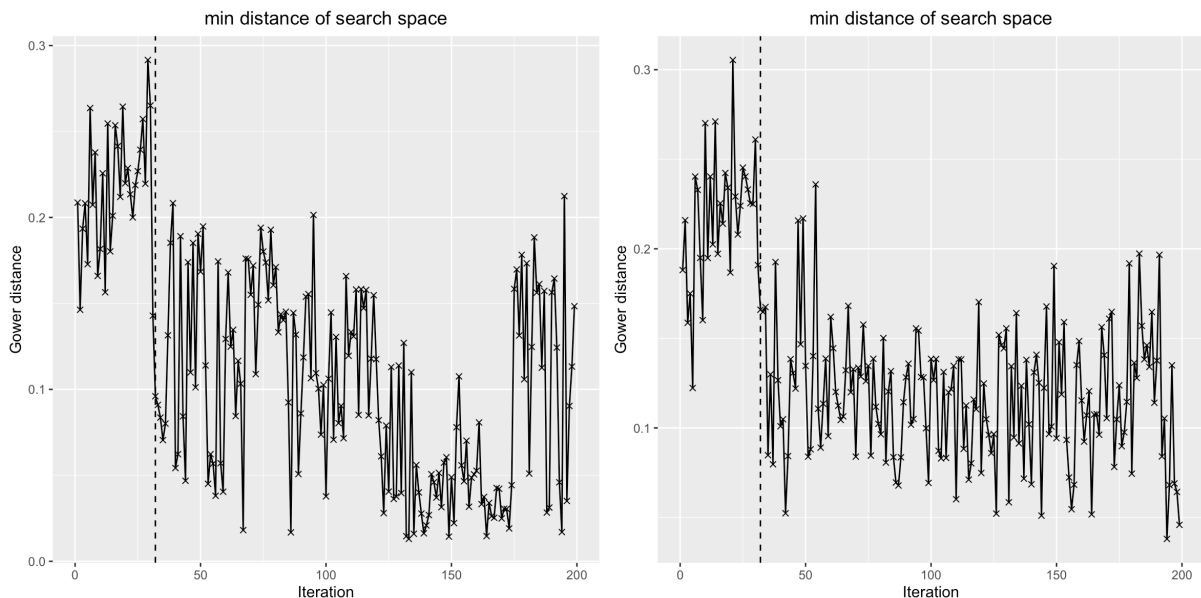 min distance of search space
Gower distance
0.3
0.2
0.1
0.0
0
50
100
150
200
Iteration
min distance of search space
Gower distance
0.3
0.2
0.1
0
50
100
150
200
Iteration